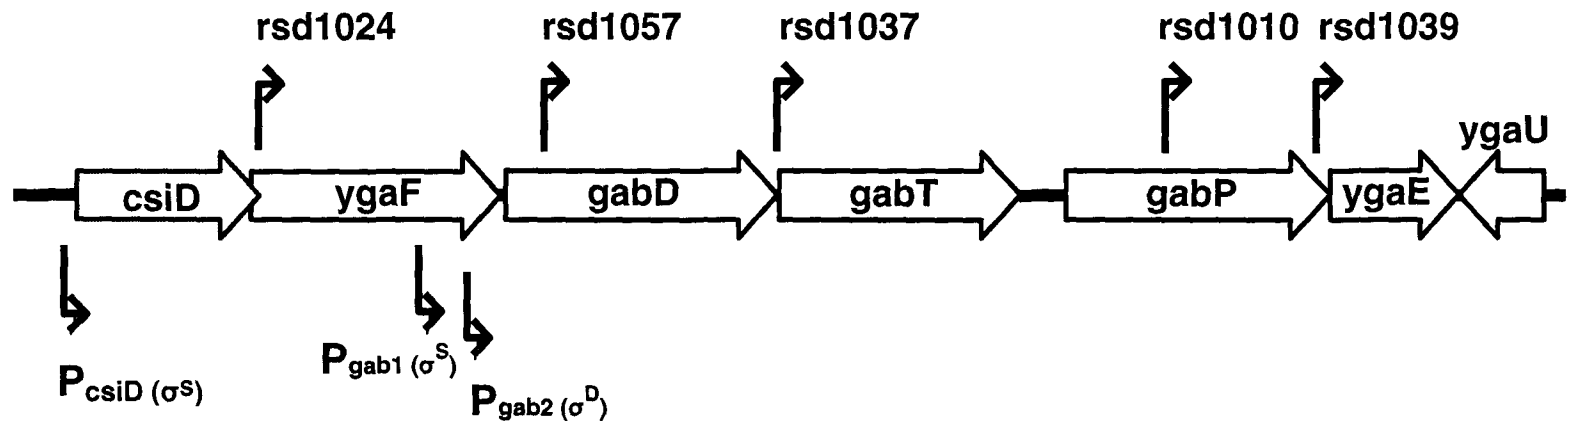 rsd1024 rsd1057 rsd1037 rsd1010 rsd1039
ygaU
csiD ygaF gabD gabT gabP ygaE
Pgab1 (σS)
PcsiD (σS)
Pgab2 (σD)